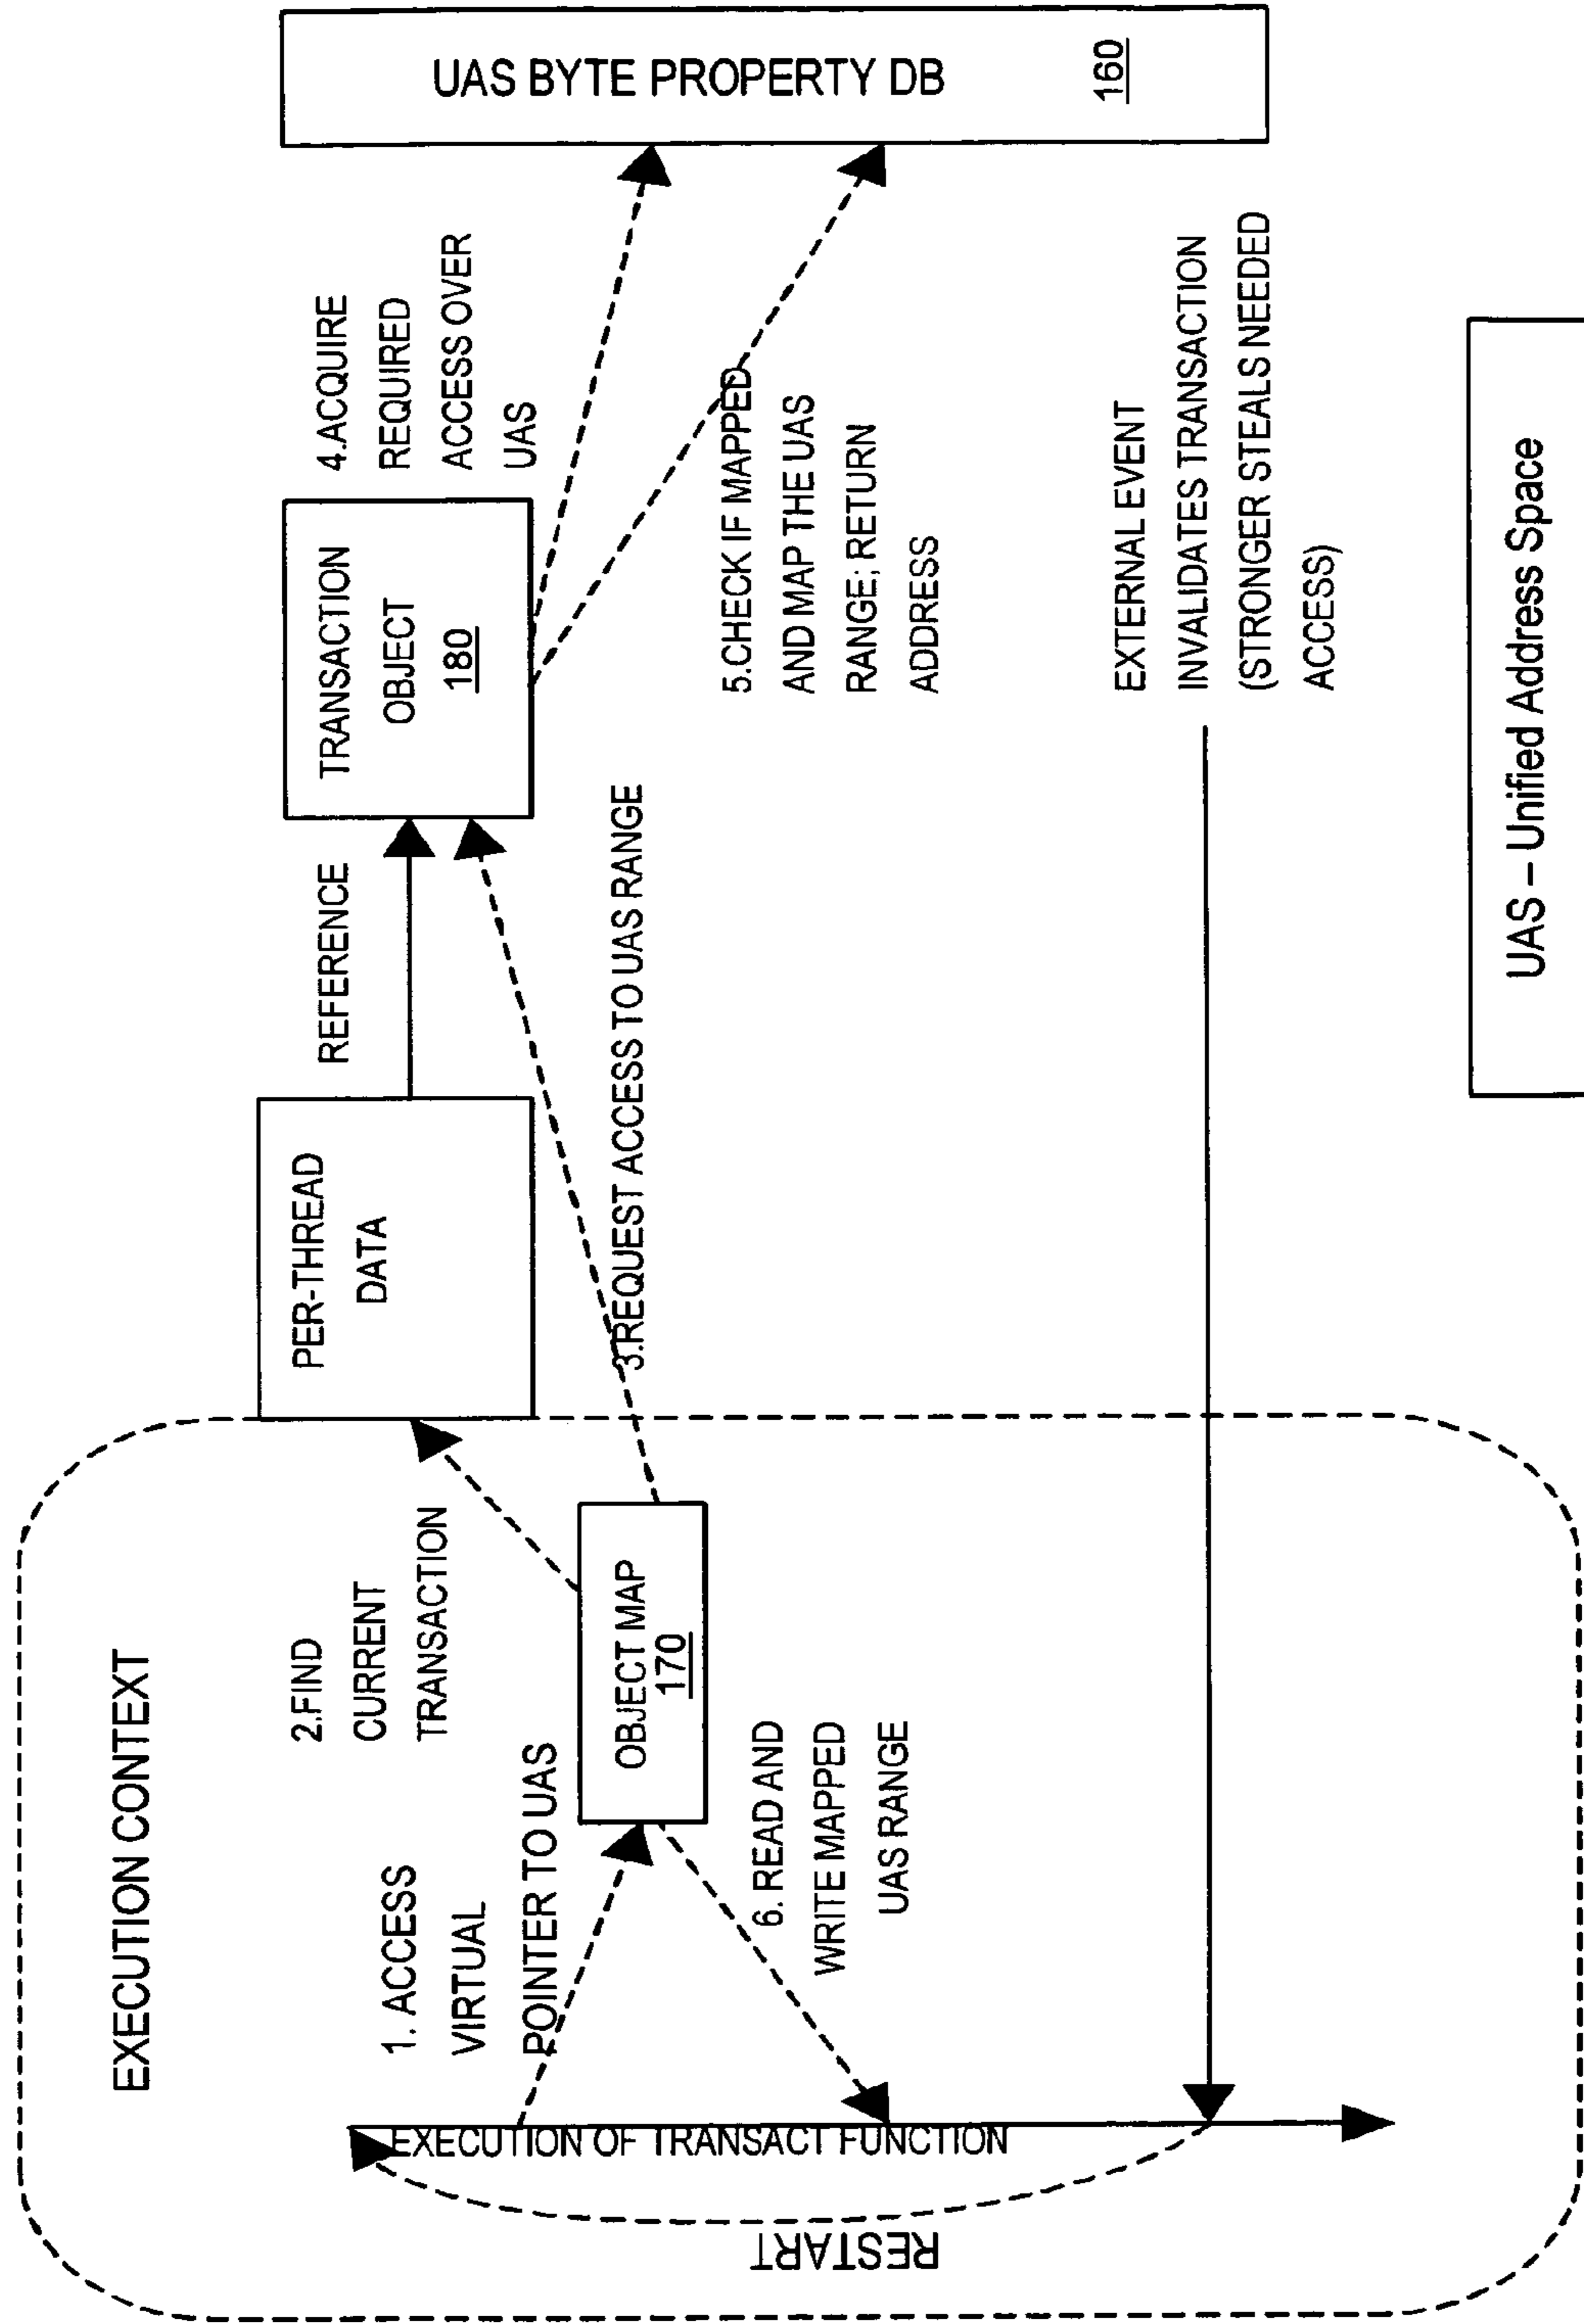 EXECUTION CONTEXT
1. ACCESS
VIRTUAL
POINTER TO UAS
2.FIND
CURRENT
TRANSACTION
PER-THREAD
DATA
REFERENCE
TRANSACTION
OBJECT
180
4.ACQUIRE
REQUIRED
ACCESS OVER
UAS
UAS BYTE PROPERTY DB
160
OBJECT MAP
170
3.REQUEST ACCESS TO UAS RANGE
5.CHECK IF MAPPED
AND MAP THE UAS
RANGE; RETURN
ADDRESS
6. READ AND
WRITE MAPPED
UAS RANGE
EXECUTION OF TRANSACT FUNCTION
RESTART
EXTERNAL EVENT
INVALIDATES TRANSACTION
(STRONGER STEALS NEEDED
ACCESS)
UAS – Unified Address Space